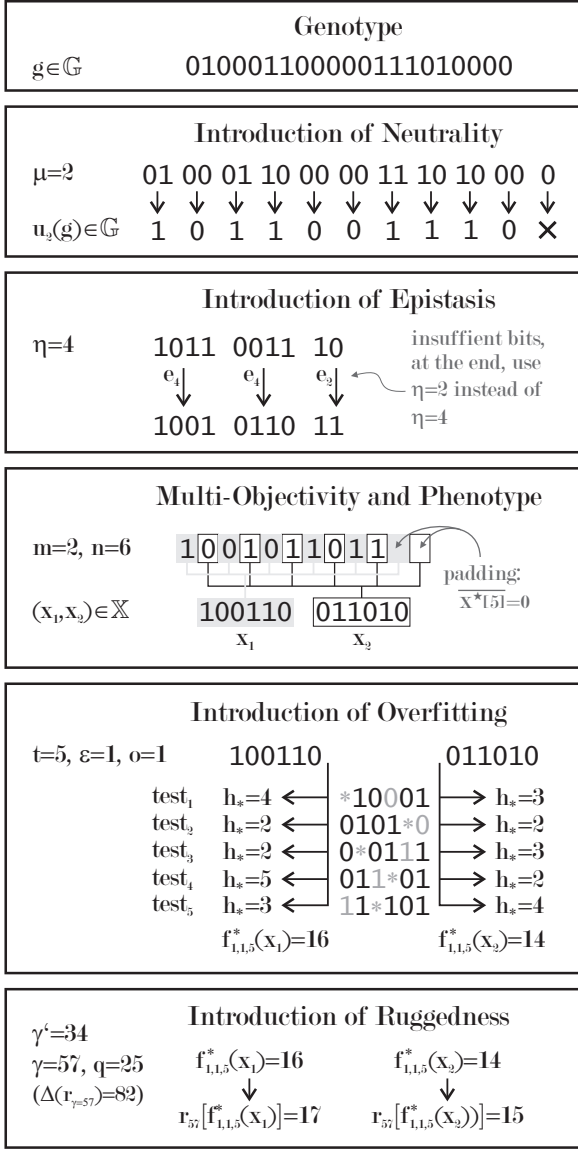 Genotype
g∈𝔾 010001100000111010000
Introduction of Neutrality
μ=2 01 00 01 10 00 00 11 10 10 00 0
u₂(g)∈𝔾 1 0 1 1 0 0 1 1 1 0 ×
Introduction of Epistasis
η=4 1011 0011 10
e₄ e₄ e₂
1001 0110 11
insuffient bits,
at the end, use
η=2 instead of
η=4
Multi-Objectivity and Phenotype
m=2, n=6 1001011011
padding:
x★[5]=0
(x₁,x₂)∈𝕏 100110 011010
x₁ x₂
Introduction of Overfitting
t=5, ε=1, o=1 100110 011010
test₁ h*=4 *10001 h*=3
test₂ h*=2 0101*0 h*=2
test₃ h*=2 0*0111 h*=3
test₄ h*=5 011*01 h*=2
test₅ h*=3 11*101 h*=4
f*₁,₁,₅(x₁)=16 f*₁,₁,₅(x₂)=14
Introduction of Ruggedness
γ‘=34
γ=57, q=25 f*₁,₁,₅(x₁)=16 f*₁,₁,₅(x₂)=14
(Δ(rγ=57)=82)
r₅₇[f*₁,₁,₅(x₁)]=17 r₅₇[f*₁,₁,₅(x₂))]=15